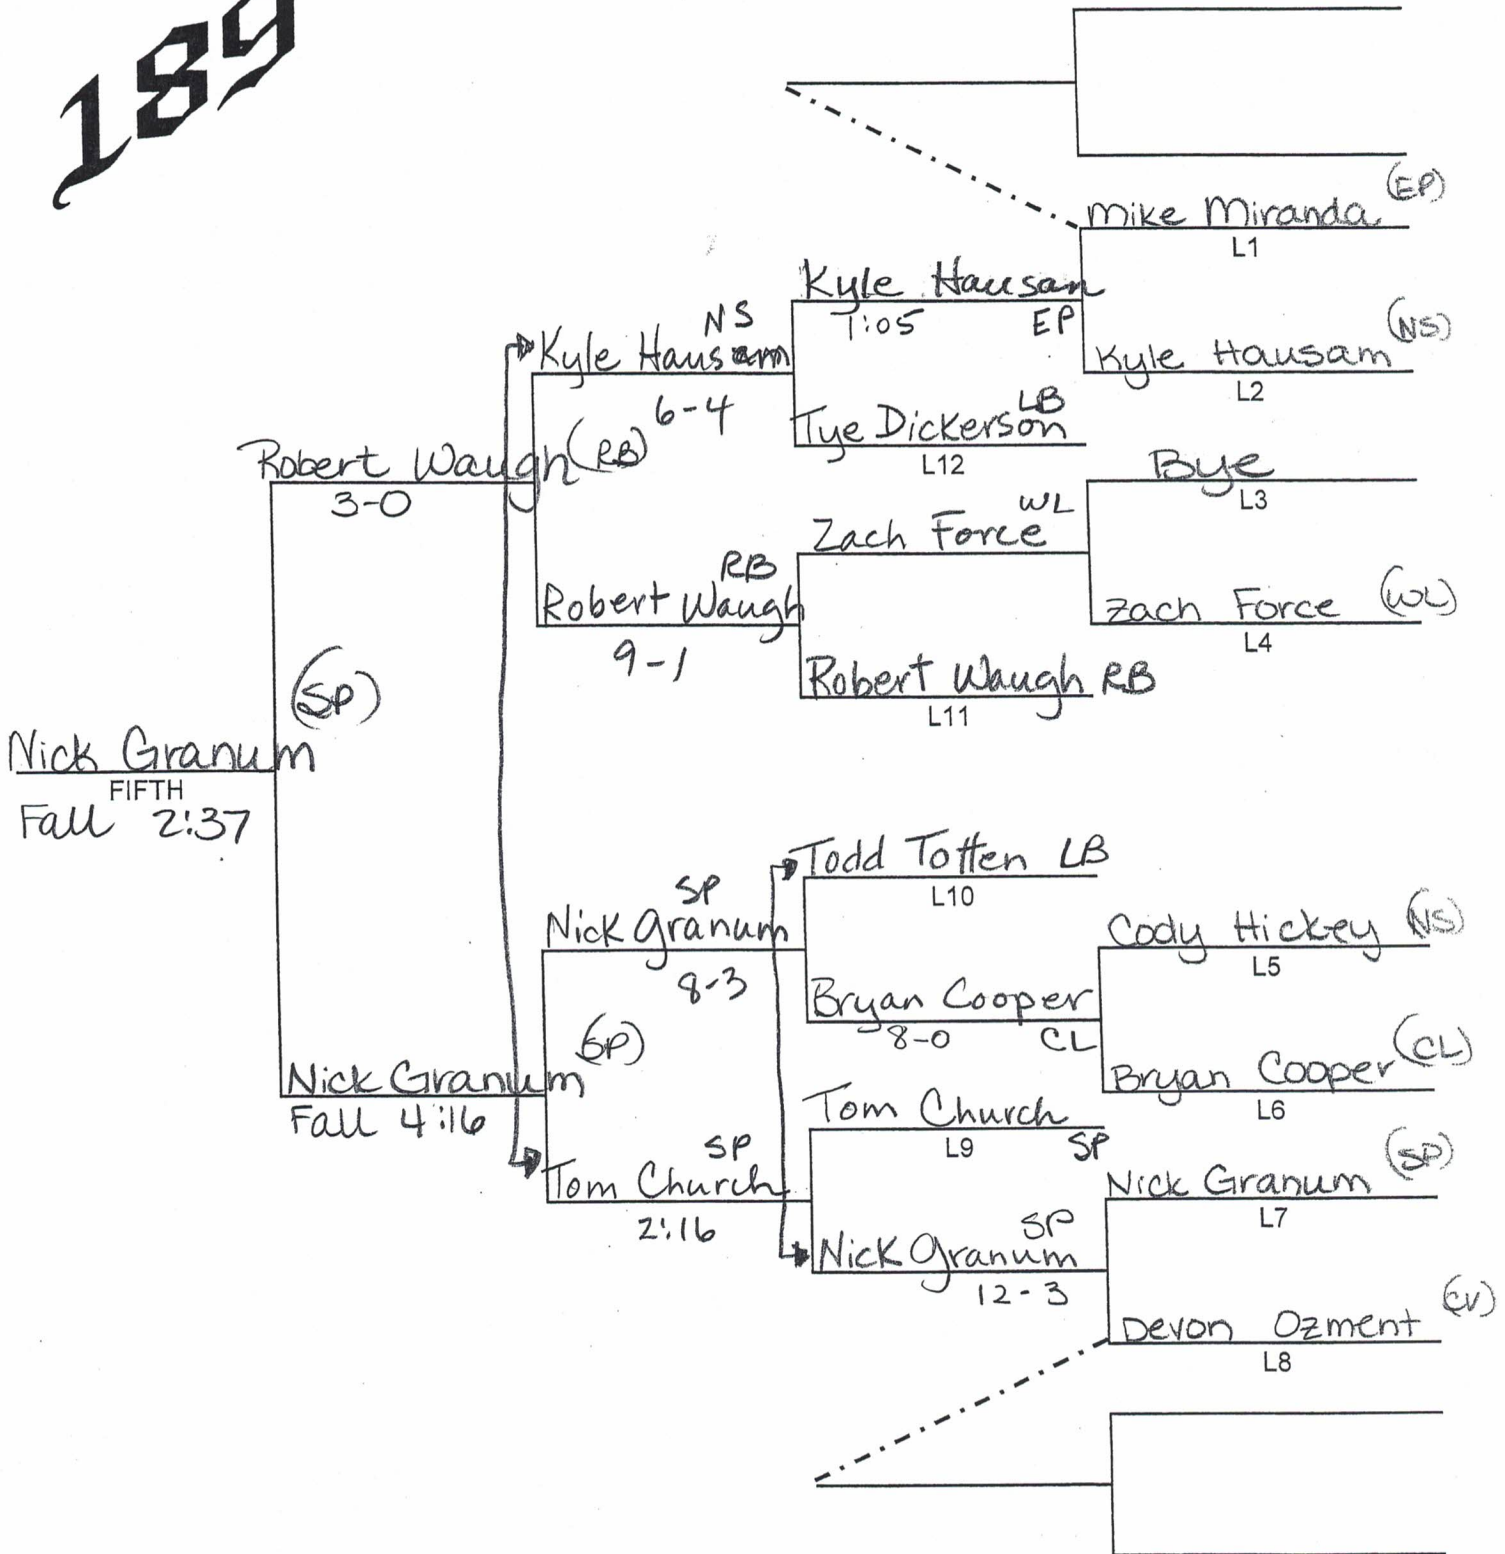 189
(EP)
Mike Miranda
L1
Kyle Hausam
1:05 EP
(NS)
Kyle Hausam
L2
NS
Kyle Hausam
6-4
LB
Tye Dickerson
L12
Robert Waugh (RB)
3-0
Bye
L3
WL
Zach Force
Zach Force (WL)
L4
RB
Robert Waugh
9-1
Robert Waugh RB
L11
(SP)
Nick Granum
FIFTH
Fall 2:37
Todd Totten LB
L10
SP
Nick Granum
8-3
Cody Hickey (NS)
L5
Bryan Cooper
8-0 CL
Bryan Cooper (CL)
L6
(SP)
Nick Granum
Fall 4:16
Tom Church
L9 SP
SP
Tom Church
2:16
(SP)
Nick Granum
L7
SP
Nick Granum
12-3
(CV)
Devon Ozment
L8